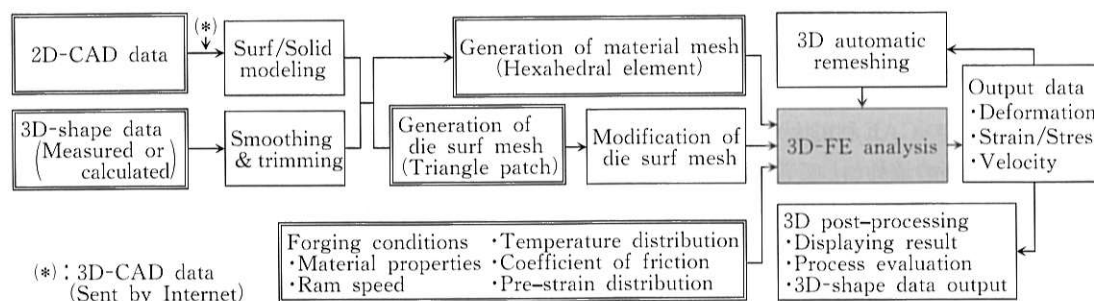 (*)
2D-CAD data
Surf/Solid
modeling
Generation of material mesh
(Hexahedral element)
3D automatic
remeshing
3D-shape data
(Measured or
calculated)
Smoothing
& trimming
Generation of
die surf mesh
(Triangle patch)
Modification of
die surf mesh
3D-FE analysis
Output data
·Deformation
·Strain/Stress
·Velocity
Forging conditions
·Material properties
·Ram speed
·Temperature distribution
·Coefficient of friction
·Pre-strain distribution
3D post-processing
·Displaying result
·Process evaluation
·3D-shape data output
(*): 3D-CAD data
(Sent by Internet)